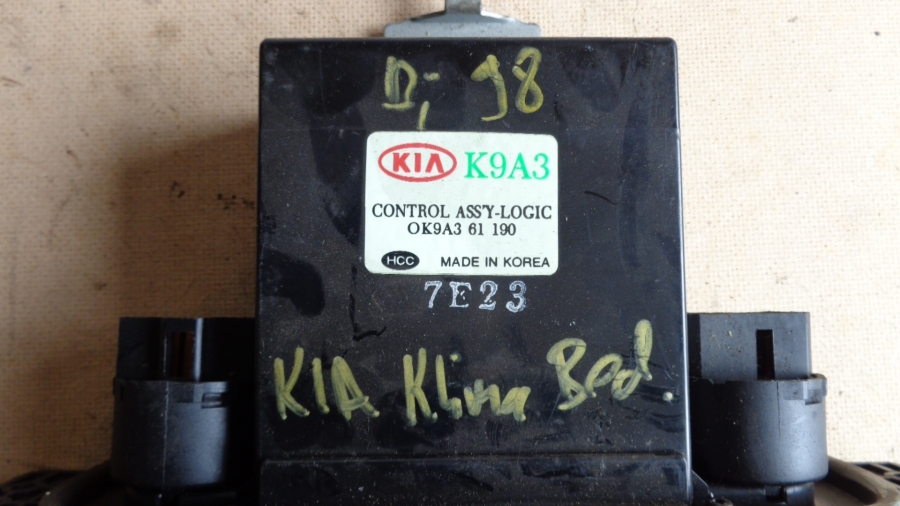 D; 98
KIA K9A3
CONTROL ASS'Y-LOGIC
OK9A3 61 190
HCC MADE IN KOREA
7E23
KIA Klima Bed.